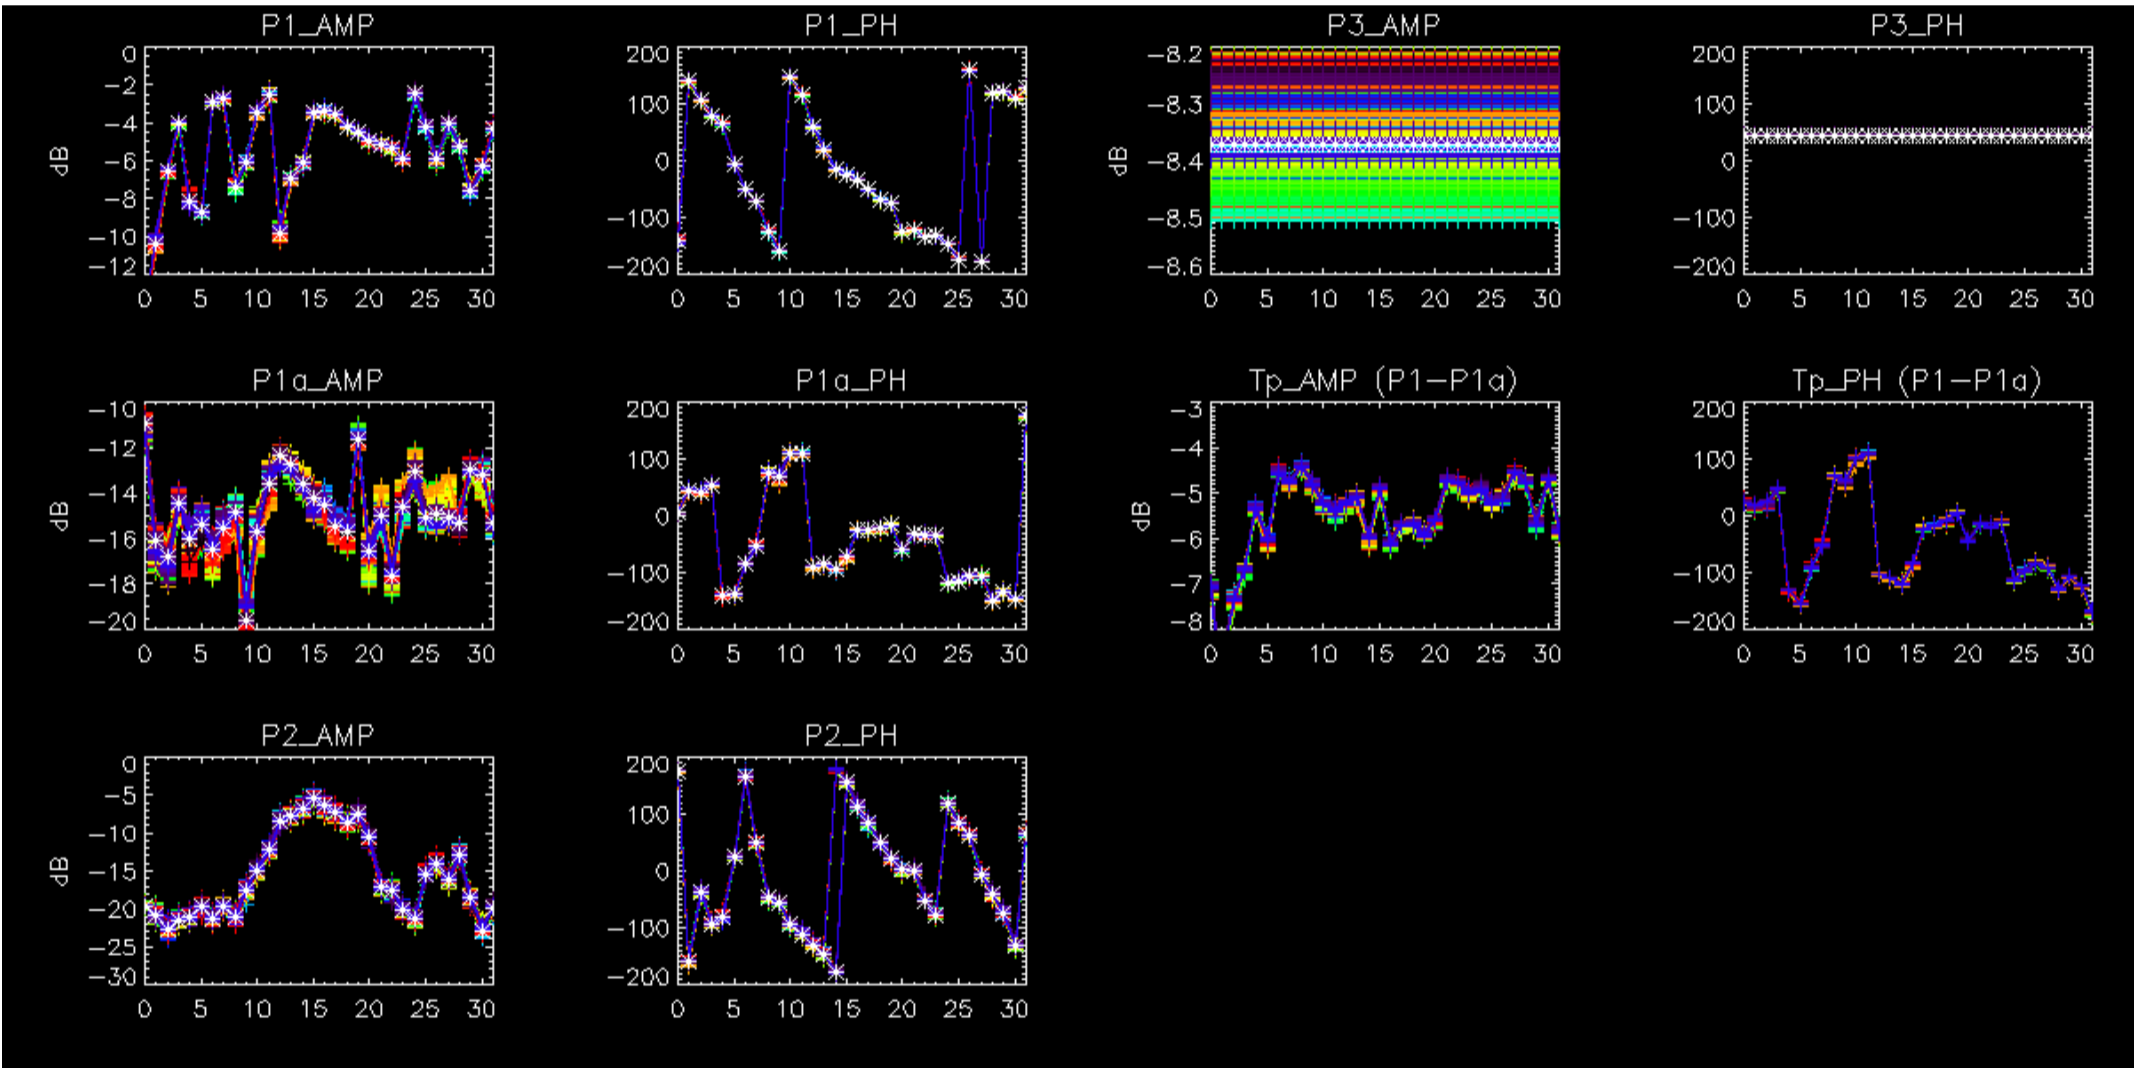 P1_AMP
0
−2
−4
−6
−8
−10
−12
dB
0 5 10 15 20 25 30
P1_PH
200
100
0
−100
−200
0 5 10 15 20 25 30
P3_AMP
−8.2
−8.3
−8.4
−8.5
−8.6
dB
0 5 10 15 20 25 30
P3_PH
200
100
0
−100
−200
0 5 10 15 20 25 30
P1a_AMP
−10
−12
−14
−16
−18
−20
dB
0 5 10 15 20 25 30
P1a_PH
200
100
0
−100
−200
0 5 10 15 20 25 30
Tp_AMP (P1−P1a)
−3
−4
−5
−6
−7
−8
dB
0 5 10 15 20 25 30
Tp_PH (P1−P1a)
200
100
0
−100
−200
0 5 10 15 20 25 30
P2_AMP
0
−5
−10
−15
−20
−25
−30
dB
0 5 10 15 20 25 30
P2_PH
200
100
0
−100
−200
0 5 10 15 20 25 30